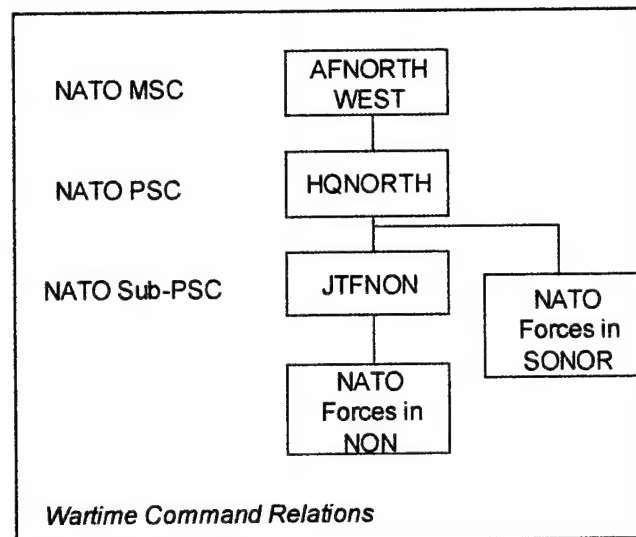 NATO MSC
AFNORTH
WEST
NATO PSC
HQNORTH
NATO Sub-PSC
JTFNON
NATO
Forces in
SONOR
NATO
Forces in
NON
Wartime Command Relations